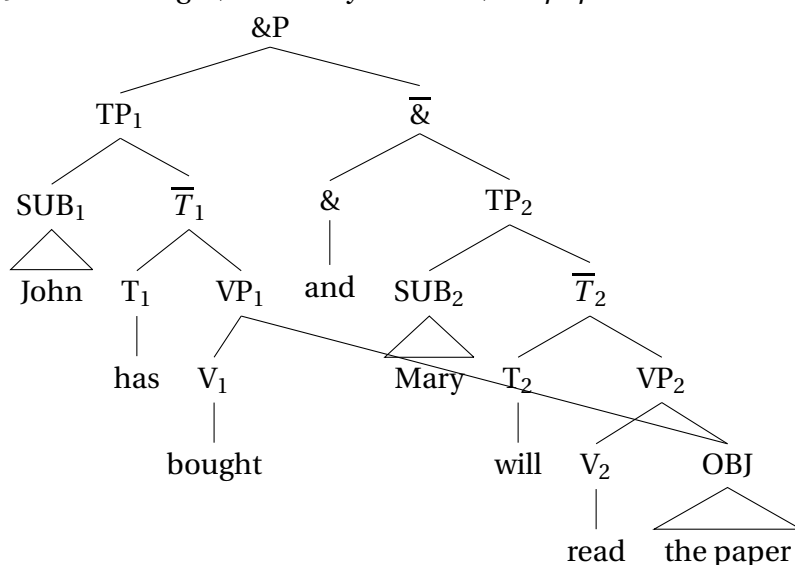 &P
TP₁ &̅
SUB₁ T̅₁ & TP₂
John T₁ VP₁ and SUB₂ T̅₂
has V₁ Mary T₂ VP₂
bought will V₂ OBJ
read the paper